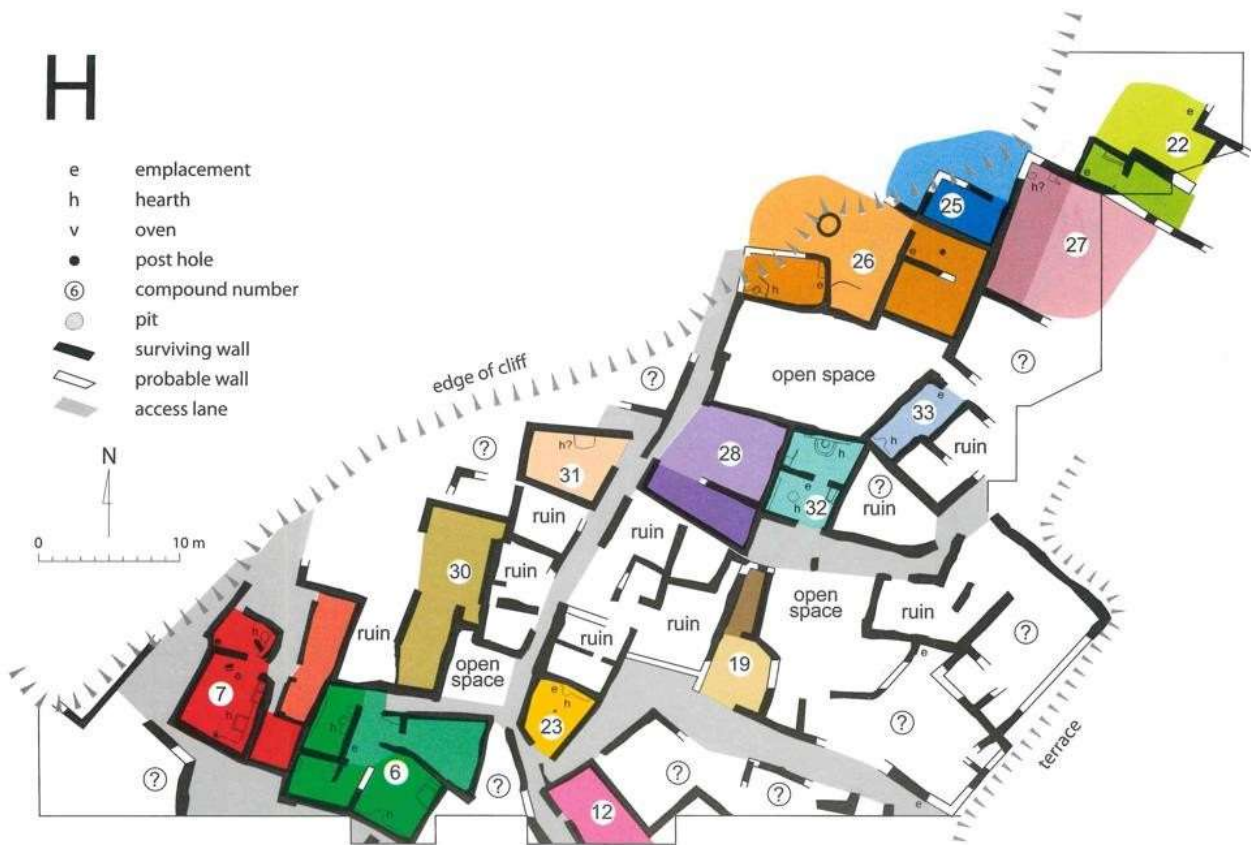 H
e emplacement
h hearth
v oven
post hole
6 compound number
pit
surviving wall
probable wall
access lane
N
0 10 m
edge of cliff
terrace
e
22
e
25
h?
27
26
e
h
e
?
open space
?
33
e
h
ruin
28
h
e
h
32
?
ruin
h?
31
?
ruin
ruin
ruin
30
ruin
open
space
ruin
ruin
open
space
ruin
?
e
19
h
e
7
h
e
h
23
?
h
e
6
h
?
?
12
?
?
?
e